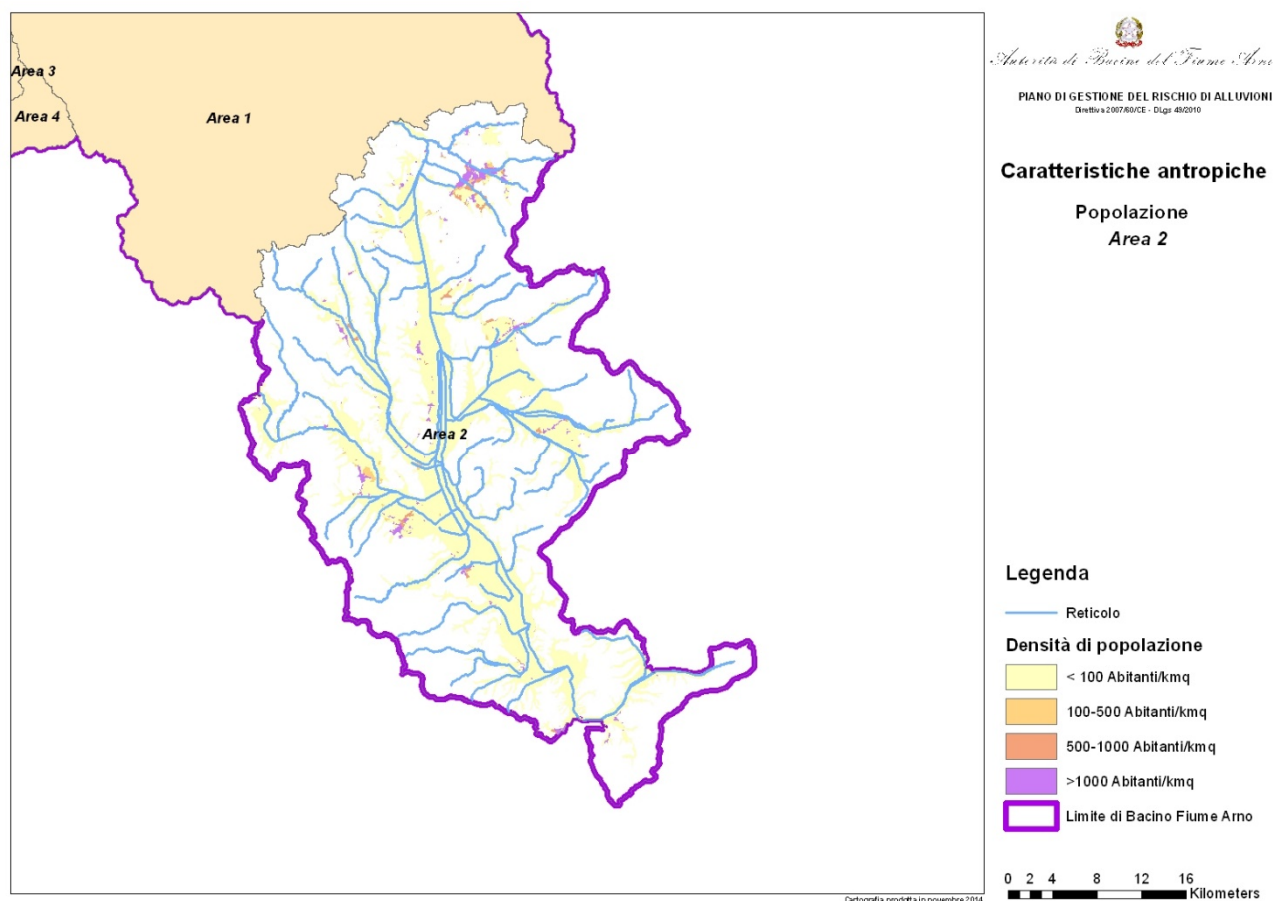 Area 3
Area 4
Area 1
Area 2
Autorità di Bacino del Fiume Arno
PIANO DI GESTIONE DEL RISCHIO DI ALLUVIONI
Direttiva 2007/60/CE - DLgs 49/2010
Caratteristiche antropiche
Popolazione
Area 2
Legenda
Reticolo
Densità di popolazione
< 100 Abitanti/kmq
100-500 Abitanti/kmq
500-1000 Abitanti/kmq
>1000 Abitanti/kmq
Limite di Bacino Fiume Arno
0 2 4 8 12 16
Kilometers
Cartografia prodotta in novembre 2014